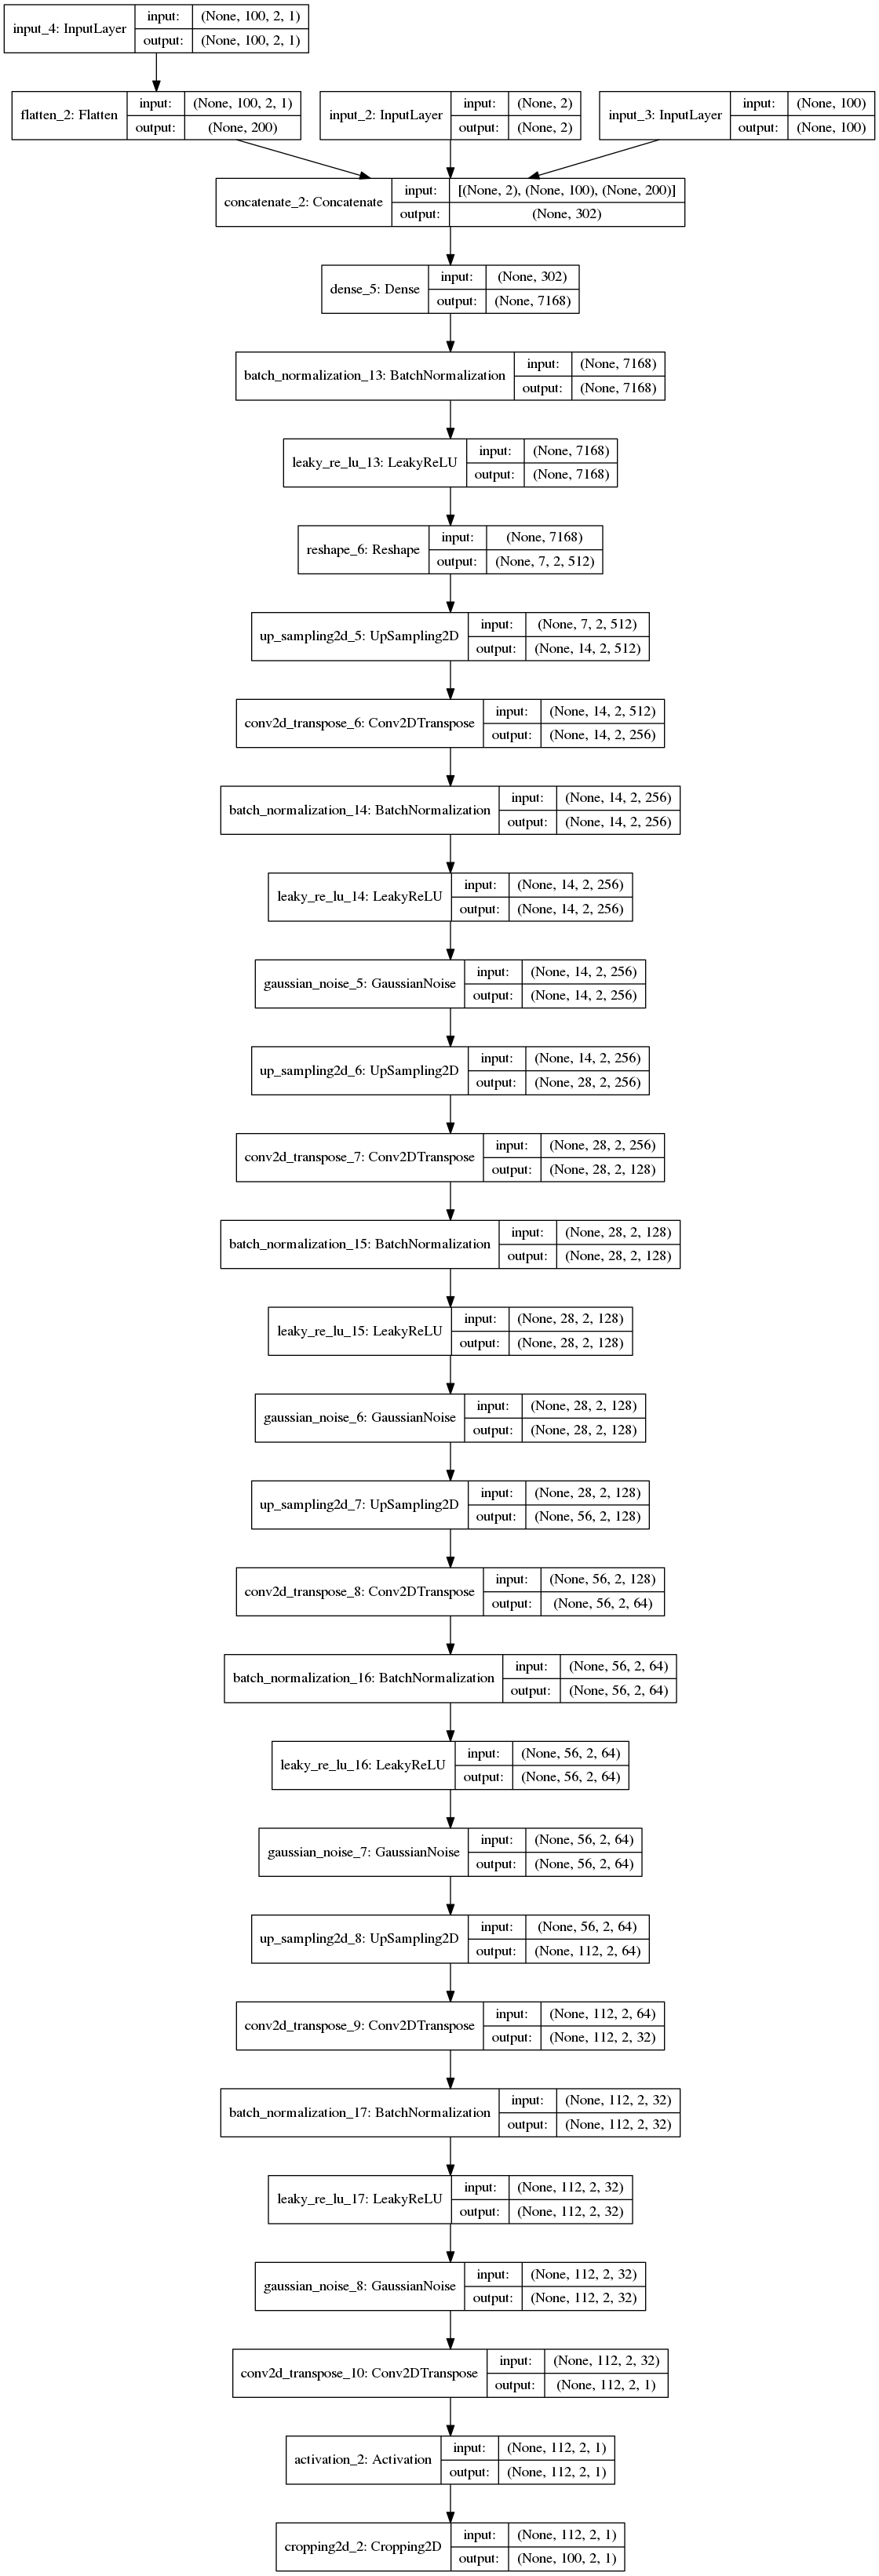 input_4: InputLayer
input: (None, 100, 2, 1)
output: (None, 100, 2, 1)
flatten_2: Flatten
input: (None, 100, 2, 1)
output: (None, 200)
input_2: InputLayer
input: (None, 2)
output: (None, 2)
input_3: InputLayer
input: (None, 100)
output: (None, 100)
concatenate_2: Concatenate
input: [(None, 2), (None, 100), (None, 200)]
output: (None, 302)
dense_5: Dense
input: (None, 302)
output: (None, 7168)
batch_normalization_13: BatchNormalization
input: (None, 7168)
output: (None, 7168)
leaky_re_lu_13: LeakyReLU
input: (None, 7168)
output: (None, 7168)
reshape_6: Reshape
input: (None, 7168)
output: (None, 7, 2, 512)
up_sampling2d_5: UpSampling2D
input: (None, 7, 2, 512)
output: (None, 14, 2, 512)
conv2d_transpose_6: Conv2DTranspose
input: (None, 14, 2, 512)
output: (None, 14, 2, 256)
batch_normalization_14: BatchNormalization
input: (None, 14, 2, 256)
output: (None, 14, 2, 256)
leaky_re_lu_14: LeakyReLU
input: (None, 14, 2, 256)
output: (None, 14, 2, 256)
gaussian_noise_5: GaussianNoise
input: (None, 14, 2, 256)
output: (None, 14, 2, 256)
up_sampling2d_6: UpSampling2D
input: (None, 14, 2, 256)
output: (None, 28, 2, 256)
conv2d_transpose_7: Conv2DTranspose
input: (None, 28, 2, 256)
output: (None, 28, 2, 128)
batch_normalization_15: BatchNormalization
input: (None, 28, 2, 128)
output: (None, 28, 2, 128)
leaky_re_lu_15: LeakyReLU
input: (None, 28, 2, 128)
output: (None, 28, 2, 128)
gaussian_noise_6: GaussianNoise
input: (None, 28, 2, 128)
output: (None, 28, 2, 128)
up_sampling2d_7: UpSampling2D
input: (None, 28, 2, 128)
output: (None, 56, 2, 128)
conv2d_transpose_8: Conv2DTranspose
input: (None, 56, 2, 128)
output: (None, 56, 2, 64)
batch_normalization_16: BatchNormalization
input: (None, 56, 2, 64)
output: (None, 56, 2, 64)
leaky_re_lu_16: LeakyReLU
input: (None, 56, 2, 64)
output: (None, 56, 2, 64)
gaussian_noise_7: GaussianNoise
input: (None, 56, 2, 64)
output: (None, 56, 2, 64)
up_sampling2d_8: UpSampling2D
input: (None, 56, 2, 64)
output: (None, 112, 2, 64)
conv2d_transpose_9: Conv2DTranspose
input: (None, 112, 2, 64)
output: (None, 112, 2, 32)
batch_normalization_17: BatchNormalization
input: (None, 112, 2, 32)
output: (None, 112, 2, 32)
leaky_re_lu_17: LeakyReLU
input: (None, 112, 2, 32)
output: (None, 112, 2, 32)
gaussian_noise_8: GaussianNoise
input: (None, 112, 2, 32)
output: (None, 112, 2, 32)
conv2d_transpose_10: Conv2DTranspose
input: (None, 112, 2, 32)
output: (None, 112, 2, 1)
activation_2: Activation
input: (None, 112, 2, 1)
output: (None, 112, 2, 1)
cropping2d_2: Cropping2D
input: (None, 112, 2, 1)
output: (None, 100, 2, 1)